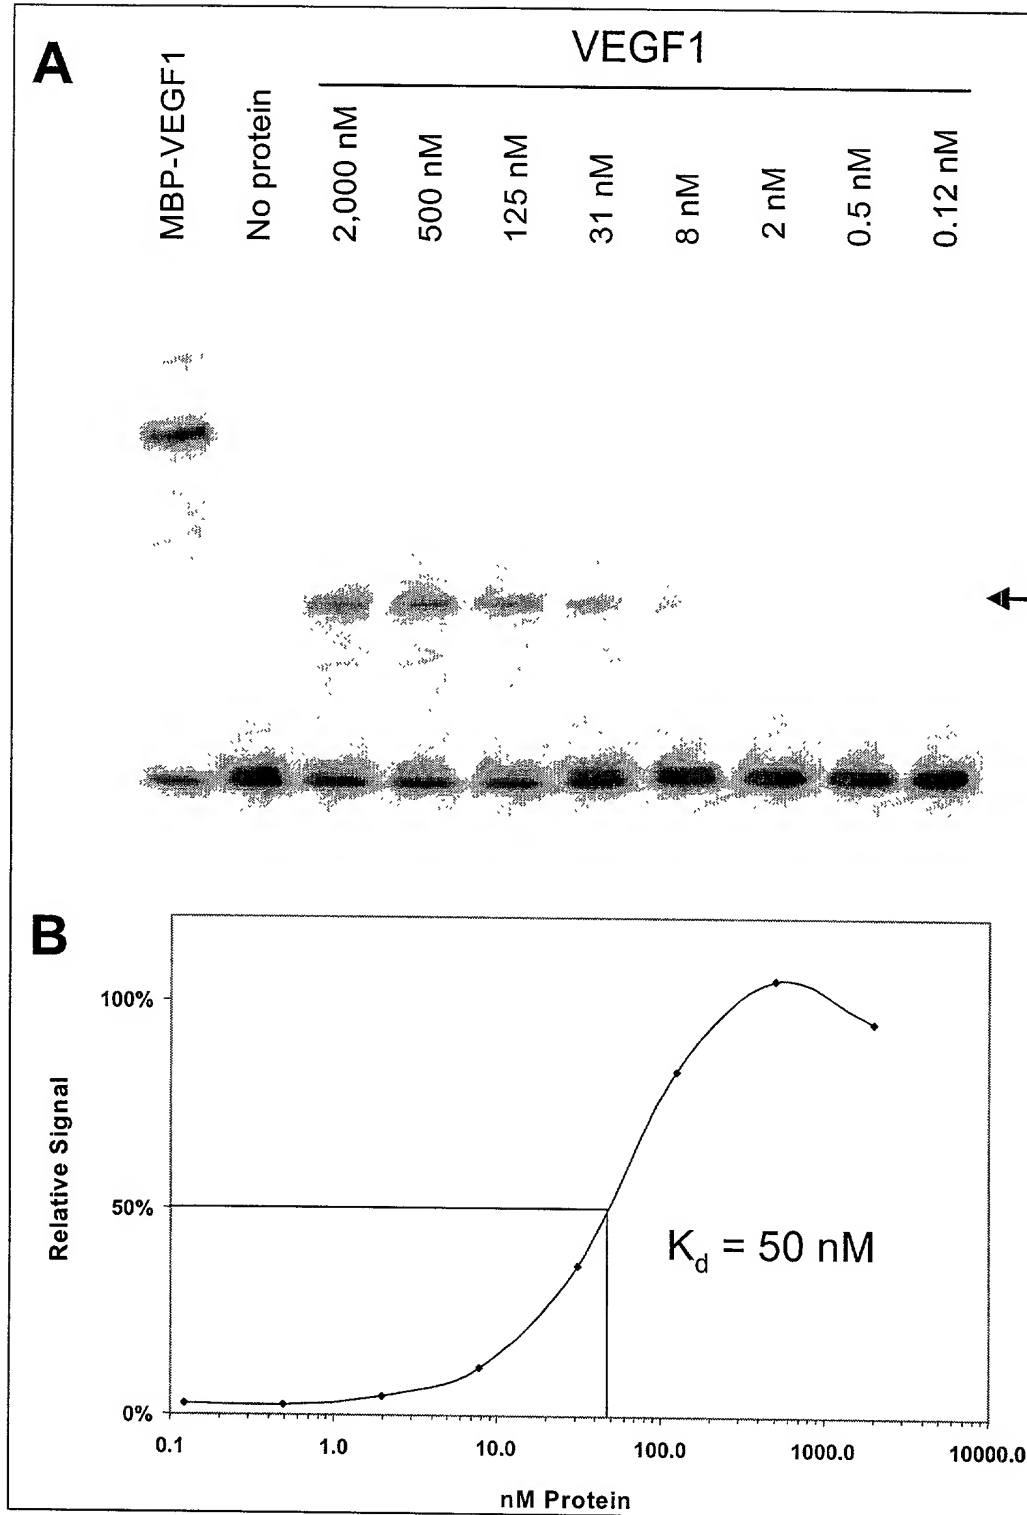 A
VEGF1
MBP-VEGF1
No protein
2,000 nM
500 nM
125 nM
31 nM
8 nM
2 nM
0.5 nM
0.12 nM
B
100%
50%
0%
Relative Signal
K_d = 50 nM
0.1 1.0 10.0 100.0 1000.0 10000.0
nM Protein